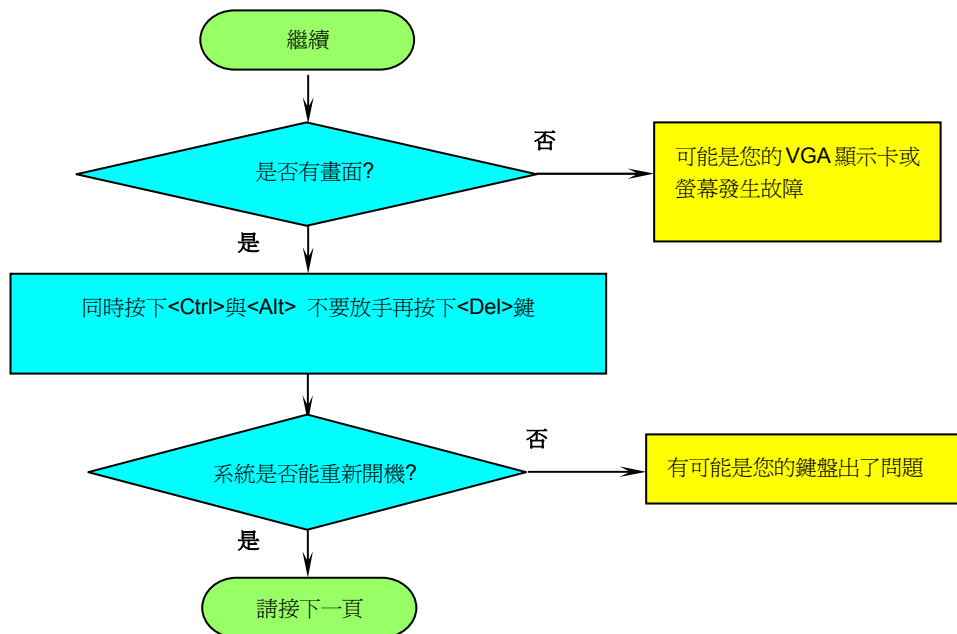 繼續
是否有畫面?
否
可能是您的 VGA 顯示卡或
螢幕發生故障
是
同時按下<Ctrl>與<Alt> 不要放手再按下<Del>鍵
系統是否能重新開機?
否
有可能是您的鍵盤出了問題
是
請接下一頁